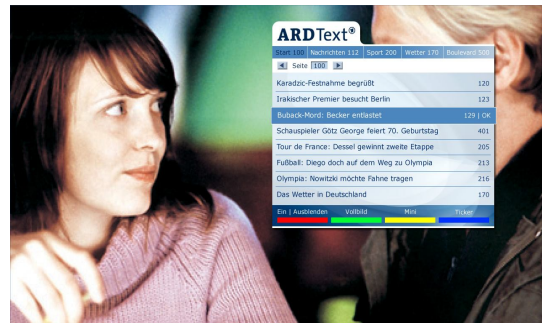 ARDText®
Start 100 Nachrichten 112 Sport 200 Wetter 170 Boulevard 500
Seite 100
Karadzic-Festnahme begrüßt 120
Irakischer Premier besucht Berlin 123
Buback-Mord: Becker entlastet 129 | OK
Schauspieler Götz George feiert 70. Geburtstag 401
Tour de France: Dessel gewinnt zweite Etappe 205
Fußball: Diego doch auf dem Weg zu Olympia 213
Olympia: Nowitzki möchte Fahne tragen 216
Das Wetter in Deutschland 170
Ein | Ausblenden Vollbild Mini Ticker